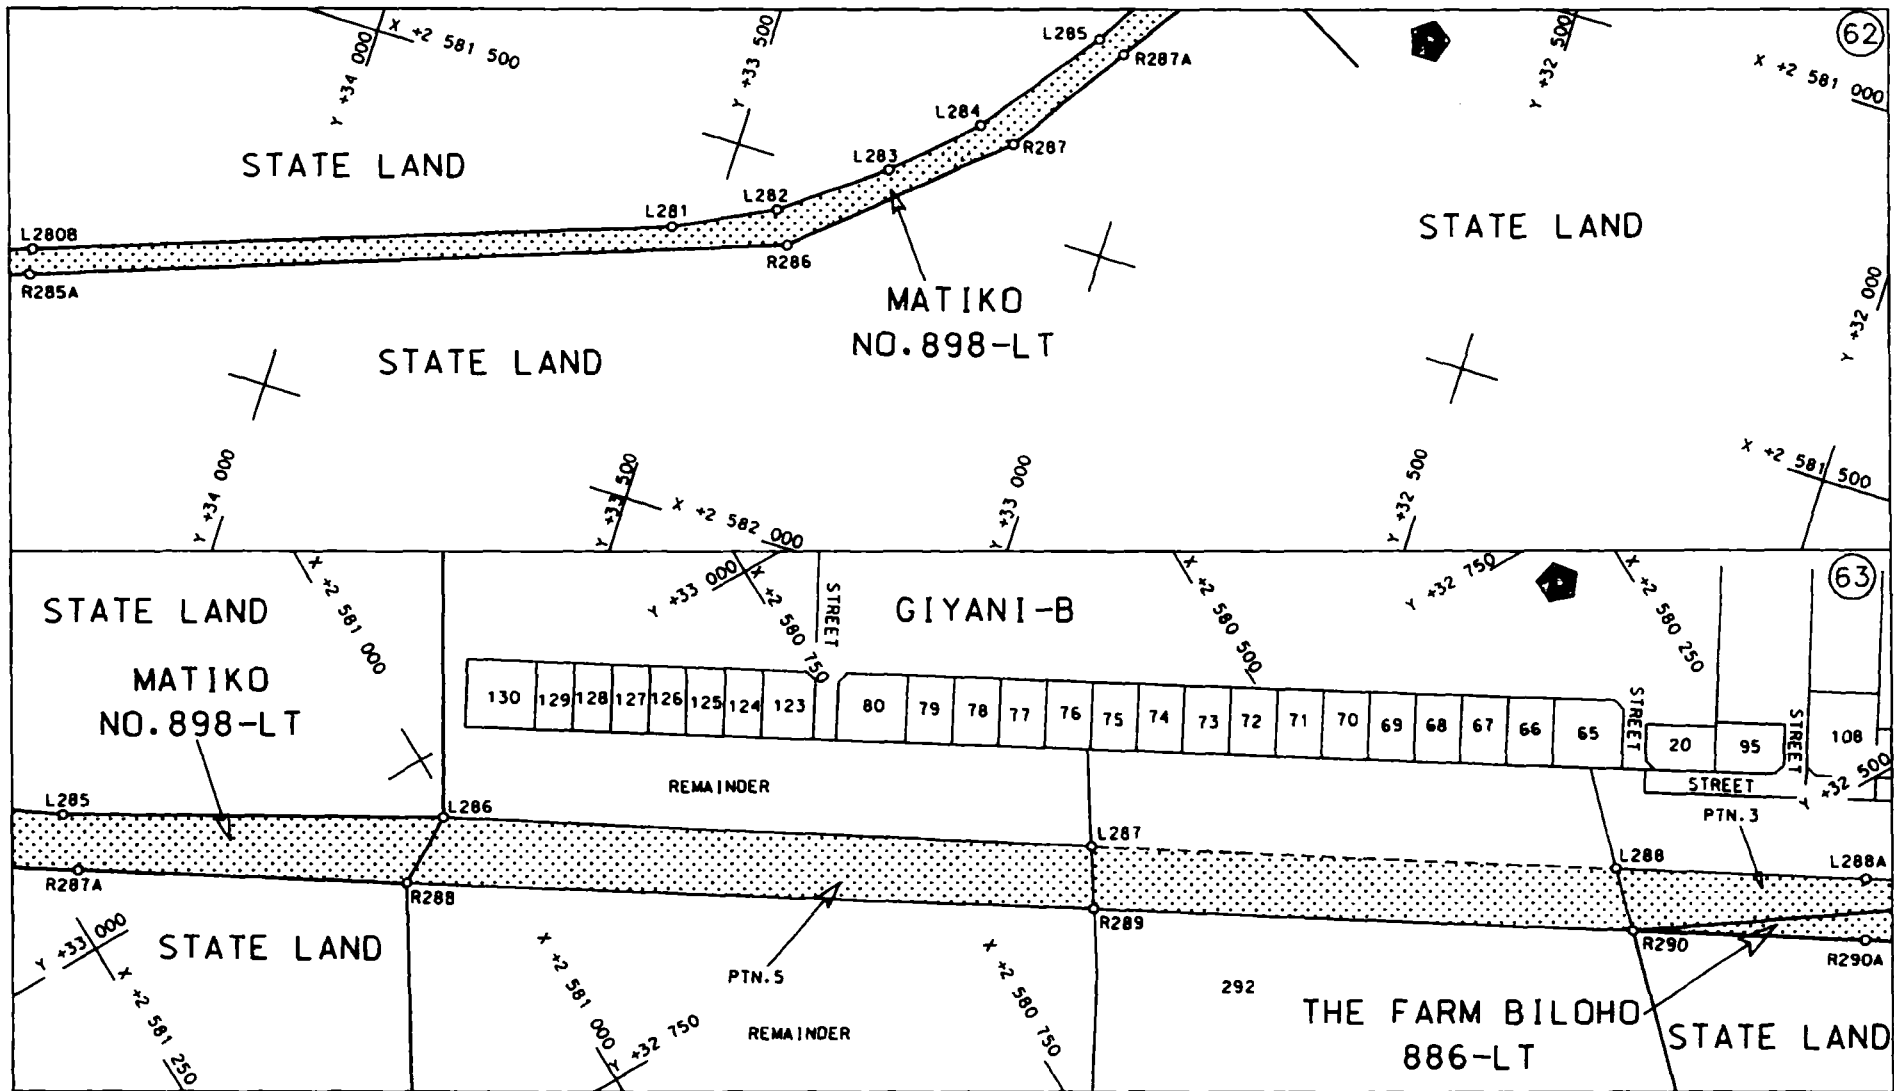 X +2 581 500
Y +34 000
Y +33 500
L285
R287A
Y +32 500
62
X +2 581 000
L284
STATE LAND
L283
R287
L282
L281
STATE LAND
L280B
R286
R285A
Y +32 000
MATIKO
NO.898-LT
STATE LAND
Y +34 000
Y +33 500
X +2 582 000
Y +33 000
Y +32 500
X +2 581 500
63
STATE LAND
X +2 581 000
Y +33 000
X +2 580 750
STREET
GIYANI-B
X +2 580 500
Y +32 750
X +2 580 250
MATIKO
NO.898-LT
130
129
128
127
126
125
124
123
80
79
78
77
76
75
74
73
72
71
70
69
68
67
66
65
STREET
20
95
STREET
108
STREET
Y +32 500
REMAINDER
PTN.3
L285
L286
L287
L288
L288A
R287A
R288
R289
R290
R290A
Y +33 000
STATE LAND
X +2 581 250
X +2 581 000
PTN.5
X +2 580 750
292
Y +32 750
REMAINDER
THE FARM BILOHO
886-LT
STATE LAND